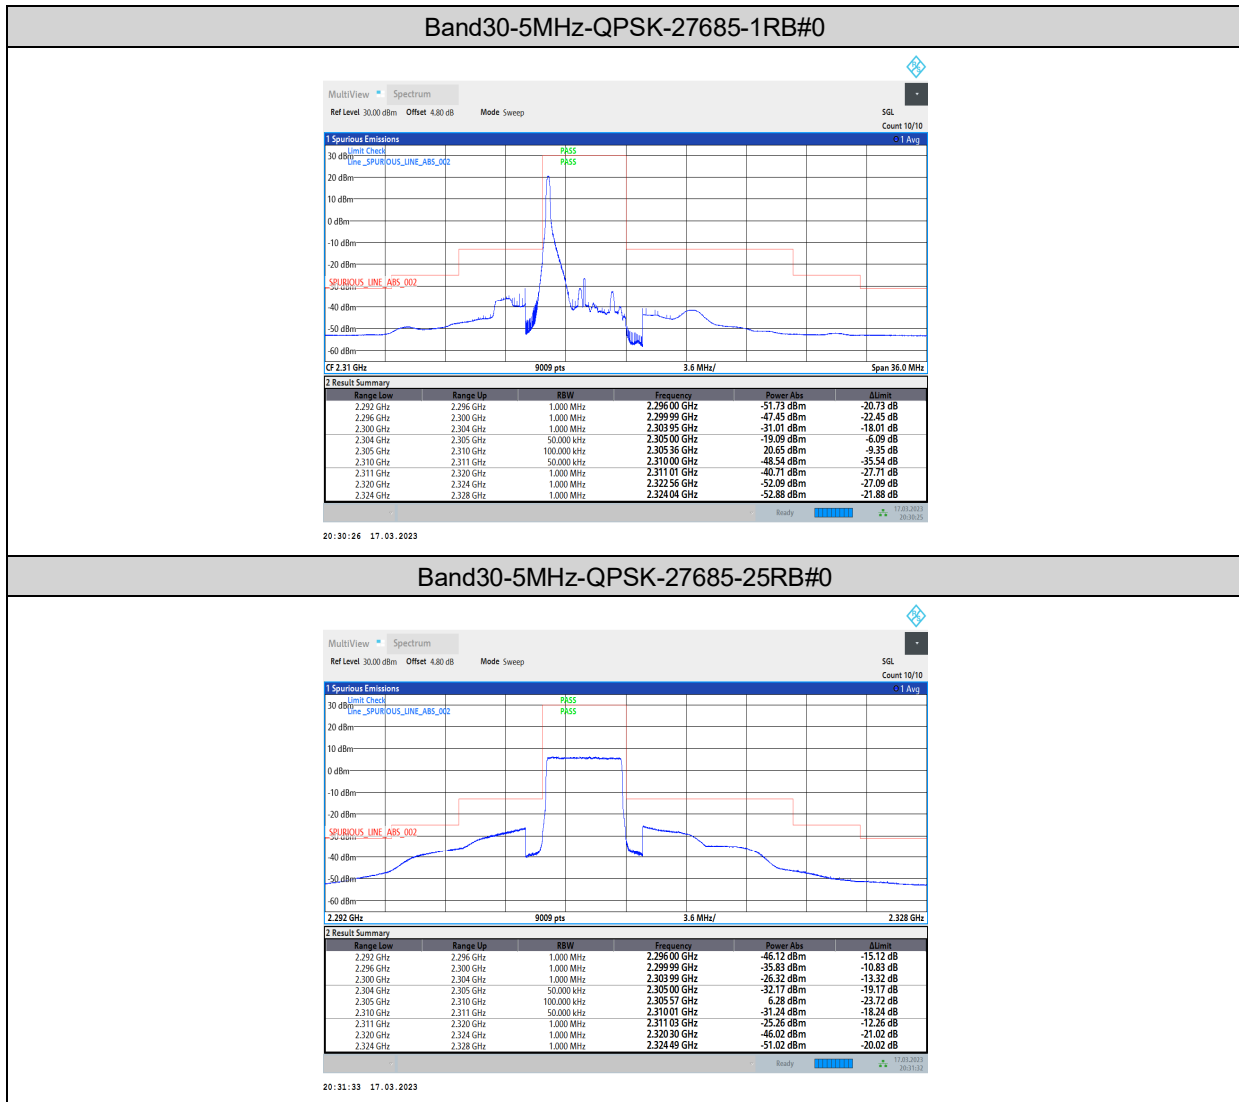 Band30-5MHz-QPSK-27685-1RB#0
MultiView Spectrum
Ref Level 30.00 dBm Offset 4.80 dB Mode Sweep SGL
Count 10/10
1 Spurious Emissions 1 Avg
Limit Check PASS
30 dBm
Line _SPURIOUS_LINE_ABS_002 PASS
20 dBm
10 dBm
0 dBm
-10 dBm
-20 dBm
SPURIOUS_LINE_ABS_002
-30 dBm
-40 dBm
-50 dBm
-60 dBm
CF 2.31 GHz 9009 pts 3.6 MHz/ Span 36.0 MHz
2 Result Summary
Range Low Range Up RBW Frequency Power Abs ΔLimit
2.292 GHz 2.296 GHz 1.000 MHz 2.296 00 GHz -51.73 dBm -20.73 dB
2.296 GHz 2.300 GHz 1.000 MHz 2.299 99 GHz -47.45 dBm -22.45 dB
2.300 GHz 2.304 GHz 1.000 MHz 2.303 95 GHz -31.01 dBm -18.01 dB
2.304 GHz 2.305 GHz 50.000 kHz 2.305 00 GHz -19.09 dBm -6.09 dB
2.305 GHz 2.310 GHz 100.000 kHz 2.305 36 GHz 20.65 dBm -9.35 dB
2.310 GHz 2.311 GHz 50.000 kHz 2.310 00 GHz -48.54 dBm -35.54 dB
2.311 GHz 2.320 GHz 1.000 MHz 2.311 01 GHz -40.71 dBm -27.71 dB
2.320 GHz 2.324 GHz 1.000 MHz 2.322 56 GHz -52.09 dBm -27.09 dB
2.324 GHz 2.328 GHz 1.000 MHz 2.324 04 GHz -52.88 dBm -21.88 dB
Ready 17.03.2023
20:30:25
20:30:26 17.03.2023
Band30-5MHz-QPSK-27685-25RB#0
MultiView Spectrum
Ref Level 30.00 dBm Offset 4.80 dB Mode Sweep SGL
Count 10/10
1 Spurious Emissions 1 Avg
Limit Check PASS
30 dBm
Line _SPURIOUS_LINE_ABS_002 PASS
20 dBm
10 dBm
0 dBm
-10 dBm
-20 dBm
SPURIOUS_LINE_ABS_002
-30 dBm
-40 dBm
-50 dBm
-60 dBm
2.292 GHz 9009 pts 3.6 MHz/ 2.328 GHz
2 Result Summary
Range Low Range Up RBW Frequency Power Abs ΔLimit
2.292 GHz 2.296 GHz 1.000 MHz 2.296 00 GHz -46.12 dBm -15.12 dB
2.296 GHz 2.300 GHz 1.000 MHz 2.299 99 GHz -35.83 dBm -10.83 dB
2.300 GHz 2.304 GHz 1.000 MHz 2.303 99 GHz -26.32 dBm -13.32 dB
2.304 GHz 2.305 GHz 50.000 kHz 2.305 00 GHz -32.17 dBm -19.17 dB
2.305 GHz 2.310 GHz 100.000 kHz 2.305 57 GHz 6.28 dBm -23.72 dB
2.310 GHz 2.311 GHz 50.000 kHz 2.310 01 GHz -31.24 dBm -18.24 dB
2.311 GHz 2.320 GHz 1.000 MHz 2.311 03 GHz -25.26 dBm -12.26 dB
2.320 GHz 2.324 GHz 1.000 MHz 2.320 30 GHz -46.02 dBm -21.02 dB
2.324 GHz 2.328 GHz 1.000 MHz 2.324 49 GHz -51.02 dBm -20.02 dB
Ready 17.03.2023
20:31:32
20:31:33 17.03.2023